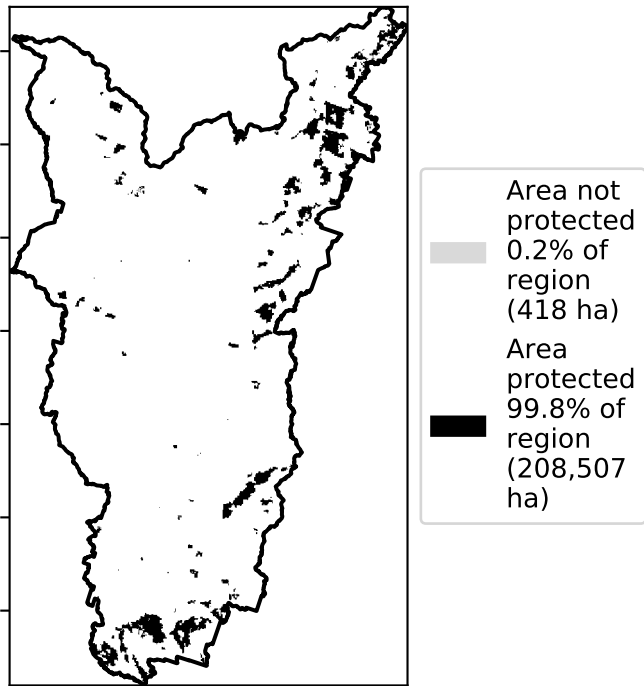 Area not
protected
0.2% of
region
(418 ha)
Area
protected
99.8% of
region
(208,507
ha)